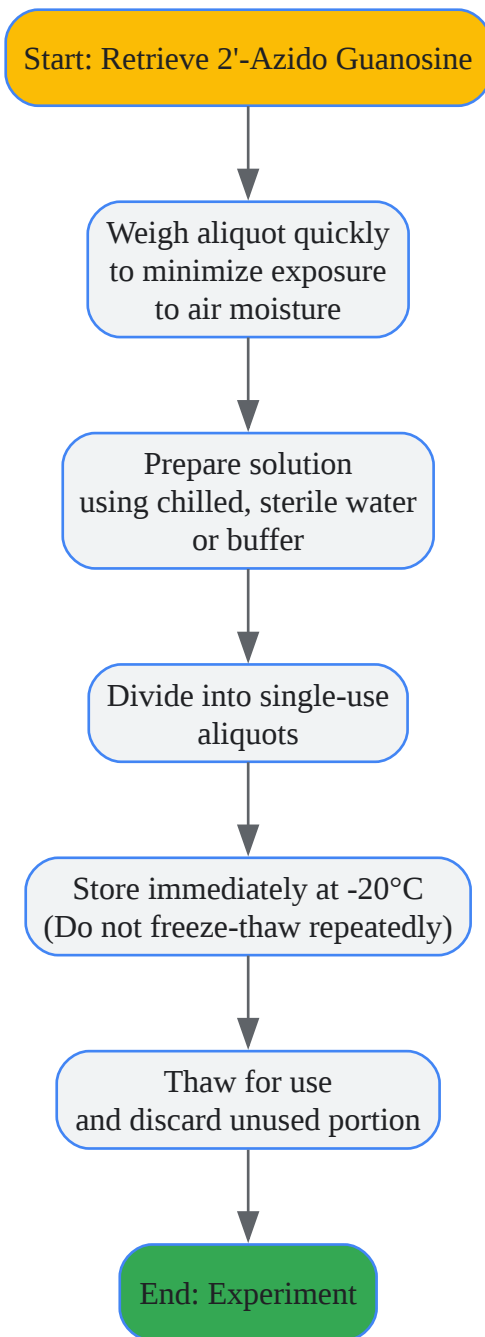 Start: Retrieve 2'-Azido Guanosine
Weigh aliquot quickly
to minimize exposure
to air moisture
Prepare solution
using chilled, sterile water
or buffer
Divide into single-use
aliquots
Store immediately at -20°C
(Do not freeze-thaw repeatedly)
Thaw for use
and discard unused portion
End: Experiment